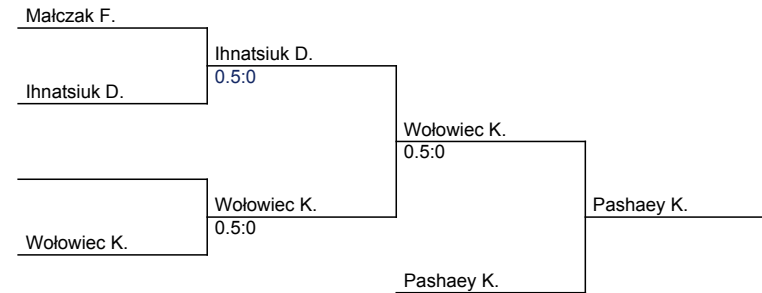 Małczak F.
Ihnatsiuk D.
0.5:0
Ihnatsiuk D.
Wołowiec K.
0.5:0
Wołowiec K.
0.5:0
Pashaey K.
Wołowiec K.
Pashaey K.